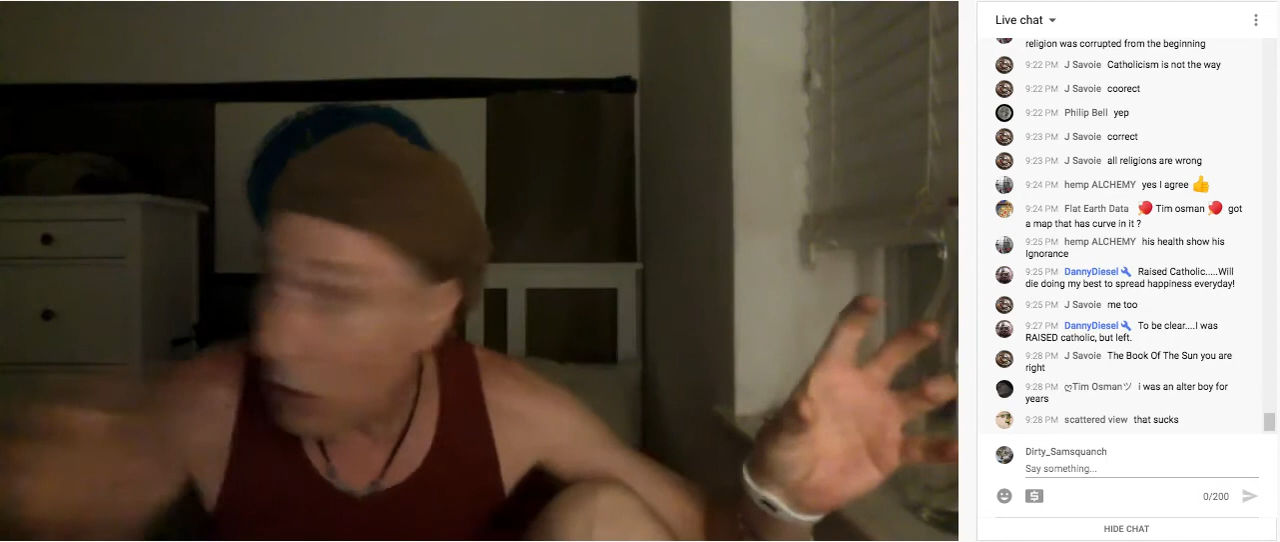 Live chat
religion was corrupted from the beginning
9:22 PM J Savoie Catholicism is not the way
9:22 PM J Savoie coorect
9:22 PM Philip Bell yep
9:23 PM J Savoie correct
9:23 PM J Savoie all religions are wrong
9:24 PM hemp ALCHEMY yes I agree 👍
9:24 PM Flat Earth Data 🥊 Tim osman 🥊 got
a map that has curve in it ?
9:25 PM hemp ALCHEMY his health show his
Ignorance
9:25 PM DannyDiesel Raised Catholic.....Will
die doing my best to spread happiness everyday!
9:25 PM J Savoie me too
9:27 PM DannyDiesel To be clear....I was
RAISED catholic, but left.
9:28 PM J Savoie The Book Of The Sun you are
right
9:28 PM ღTim Osmanツ i was an alter boy for
years
9:28 PM scattered view that sucks
Dirty_Samsquanch
Say something...
0/200
HIDE CHAT